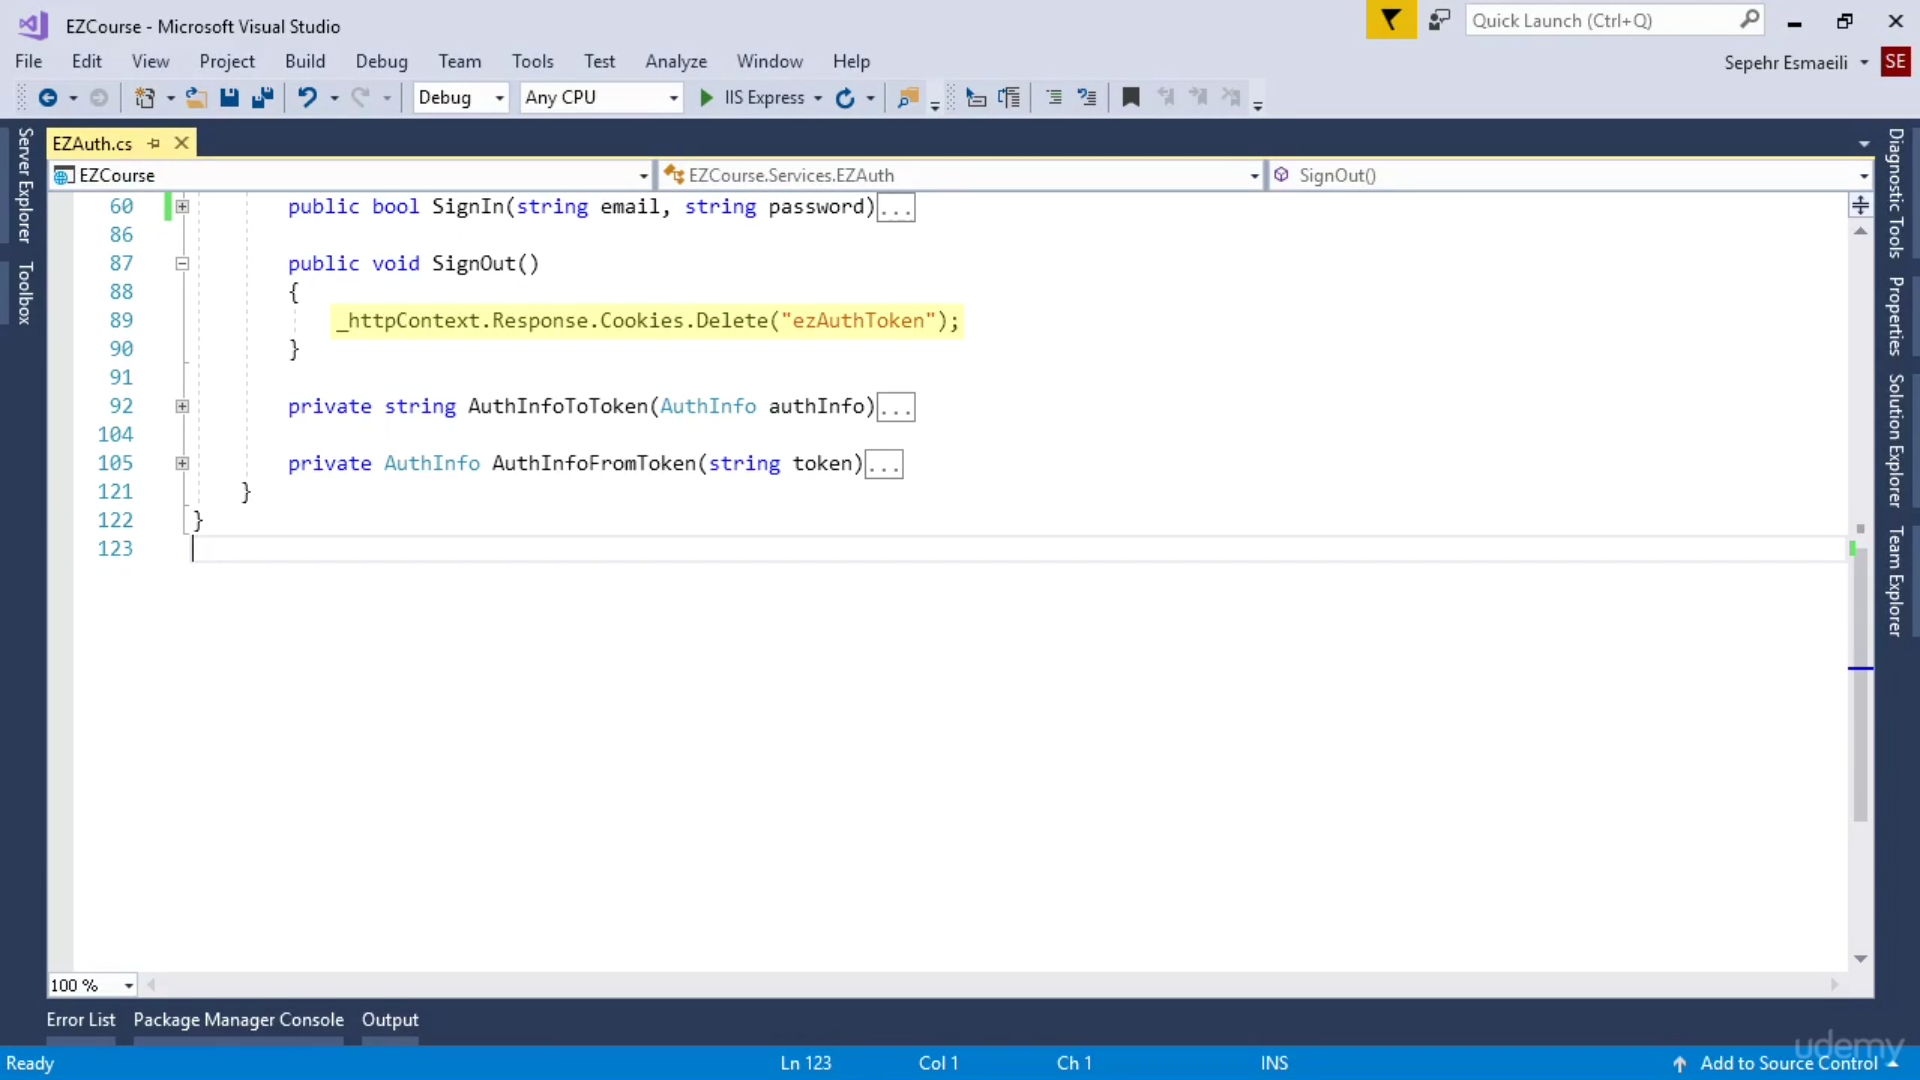 EZCourse - Microsoft Visual Studio
Quick Launch (Ctrl+Q)
File Edit View Project Build Debug Team Tools Test Analyze Window Help
Sepehr Esmaeili SE
Debug Any CPU IIS Express
EZAuth.cs
EZCourse EZCourse.Services.EZAuth SignOut()
60 public bool SignIn(string email, string password)...
86
87 public void SignOut()
88 {
89 _httpContext.Response.Cookies.Delete("ezAuthToken");
90 }
91
92 private string AuthInfoToToken(AuthInfo authInfo)...
104
105 private AuthInfo AuthInfoFromToken(string token)...
121 }
122 }
123
Server Explorer
Toolbox
Diagnostic Tools
Properties
Solution Explorer
Team Explorer
100 %
Error List Package Manager Console Output
Ready Ln 123 Col 1 Ch 1 INS Add to Source Control
udemy